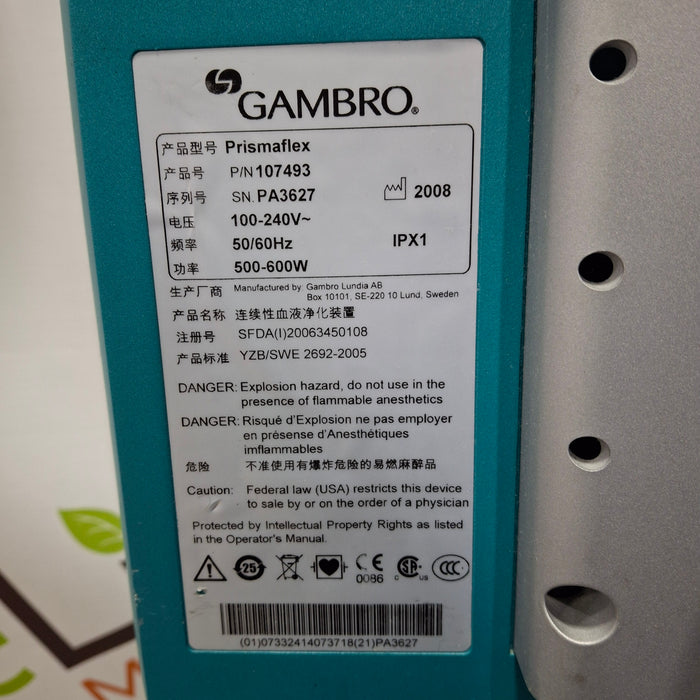 GAMBRO®
产品型号 Prismaflex
产品号 P/N 107493
序列号 SN. PA3627 2008
电压 100-240V~
频率 50/60Hz IPX1
功率 500-600W
生产厂商 Manufactured by: Gambro Lundia AB
Box 10101, SE-220 10 Lund, Sweden
产品名称 连续性血液净化装置
注册号 SFDA(I)20063450108
产品标准 YZB/SWE 2692-2005
DANGER: Explosion hazard, do not use in the
presence of flammable anesthetics
DANGER: Risqué d'Explosion ne pas employer
en présense d'Anesthétiques
imflammables
危险 不准使用有爆炸危险的易燃麻醉品
Caution: Federal law (USA) restricts this device
to sale by or on the order of a physician
Protected by Intellectual Property Rights as listed
in the Operator's Manual.
25 CE 0086 C SA US CCC
(01)07332414073718(21)PA3627
M